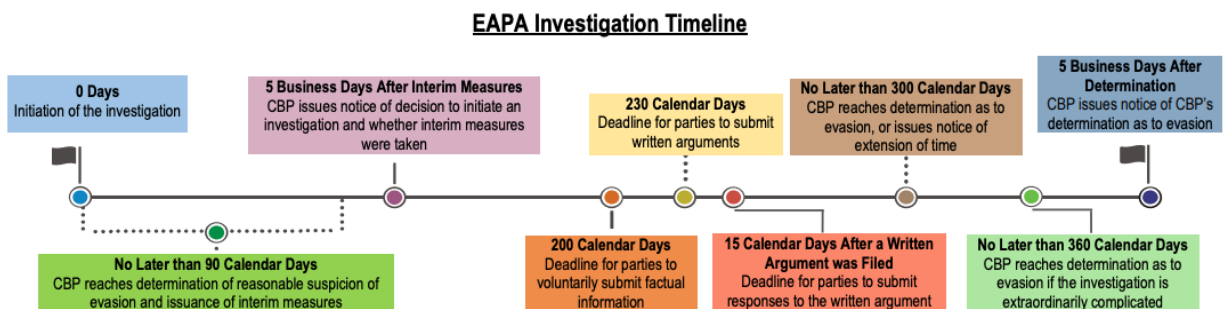 EAPA Investigation Timeline
0 Days
Initiation of the investigation
5 Business Days After Interim Measures
CBP issues notice of decision to initiate an
investigation and whether interim measures
were taken
230 Calendar Days
Deadline for parties to submit
written arguments
No Later than 300 Calendar Days
CBP reaches determination as to
evasion, or issues notice of
extension of time
5 Business Days After
Determination
CBP issues notice of CBP's
determination as to evasion
No Later than 90 Calendar Days
CBP reaches determination of reasonable suspicion of
evasion and issuance of interim measures
200 Calendar Days
Deadline for parties to
voluntarily submit factual
information
15 Calendar Days After a Written
Argument was Filed
Deadline for parties to submit
responses to the written argument
No Later than 360 Calendar Days
CBP reaches determination as to
evasion if the investigation is
extraordinarily complicated